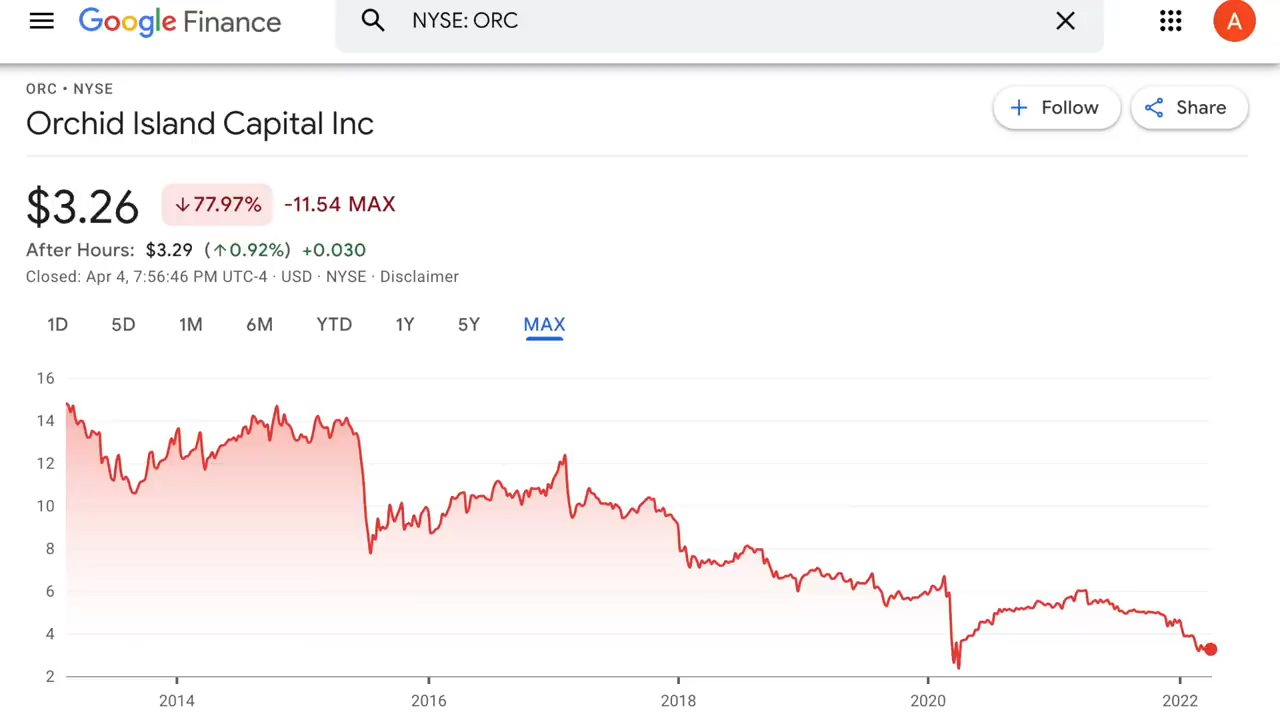 Google Finance
NYSE: ORC
A
ORC • NYSE
Orchid Island Capital Inc
Follow
Share
$3.26
↓77.97%
-11.54 MAX
After Hours: $3.29 (↑0.92%) +0.030
Closed: Apr 4, 7:56:46 PM UTC-4 · USD · NYSE · Disclaimer
1D 5D 1M 6M YTD 1Y 5Y MAX
16
14
12
10
8
6
4
2
2014 2016 2018 2020 2022